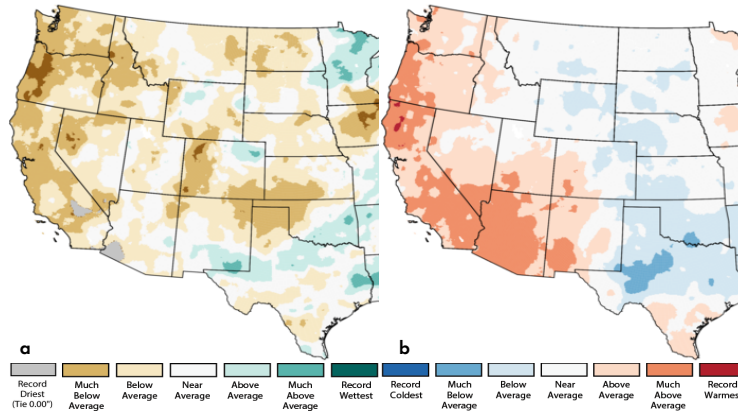 a
b
Record
Driest
(Tie 0.00")
Much
Below
Average
Below
Average
Near
Average
Above
Average
Much
Above
Average
Record
Wettest
Record
Coldest
Much
Below
Average
Below
Average
Near
Average
Above
Average
Much
Above
Average
Record
Warmes